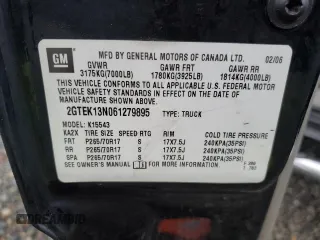 GM
MFD BY GENERAL MOTORS OF CANADA LTD. 02/06
GVWR GAWR FRT GAWR RR
3175KG(7000LB) 1780KG(3925LB) 1814KG(4000LB)
THIS VEHICLE CONFORMS TO ALL APPLICABLE U.S. FEDERAL
MOTOR VEHICLE SAFETY AND THEFT PREVENTION
STANDARDS IN EFFECT ON THE DATE OF MANUFACTURE
SHOWN ABOVE.
2GTEK13N061279895 TYPE: TRUCK
MODEL: K15543
KA2X TIRE SIZE SPEED RTG RIM COLD TIRE PRESSURE
FRT P265/70R17 S 17X7.5J 240KPA(35PSI)
RR P265/70R17 S 17X7.5J 240KPA(35PSI)
SPA P265/70R17 S 17X7.5J 240KPA(35PSI)
SEE OWNER'S MANUAL FOR MORE INFORMATION.